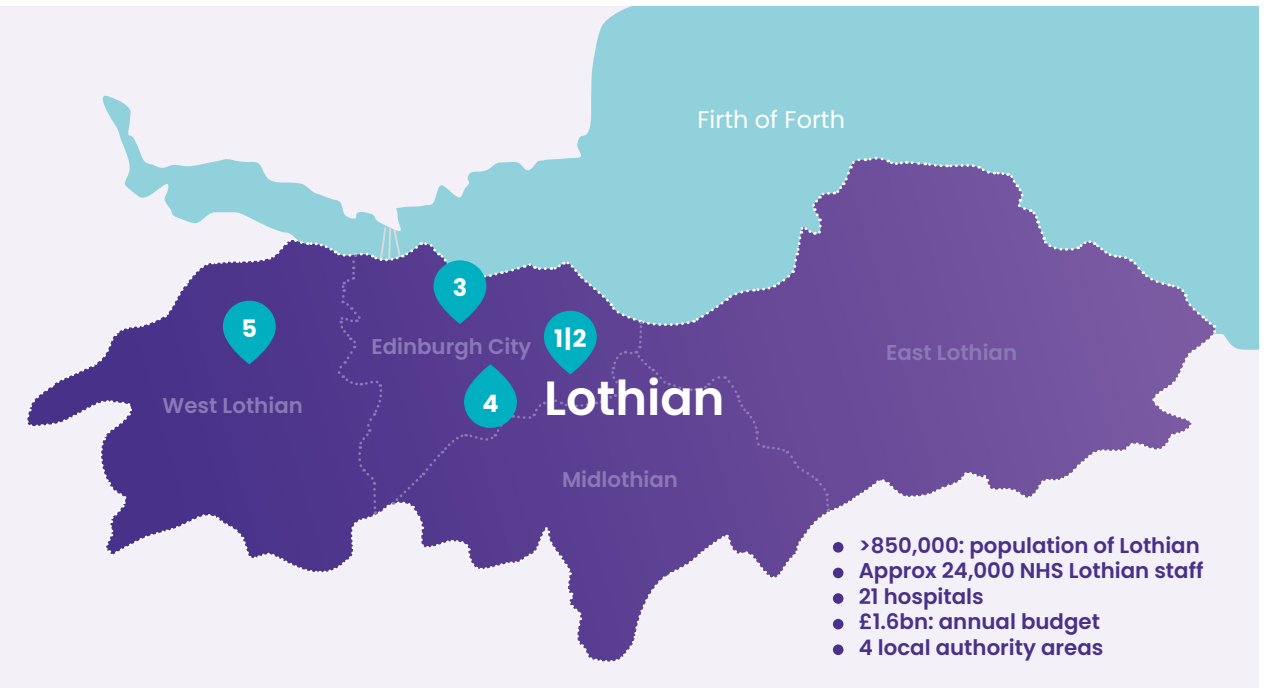 Firth of Forth
3
5
1|2
Edinburgh City
East Lothian
4
Lothian
West Lothian
Midlothian
• >850,000: population of Lothian
• Approx 24,000 NHS Lothian staff
• 21 hospitals
• £1.6bn: annual budget
• 4 local authority areas